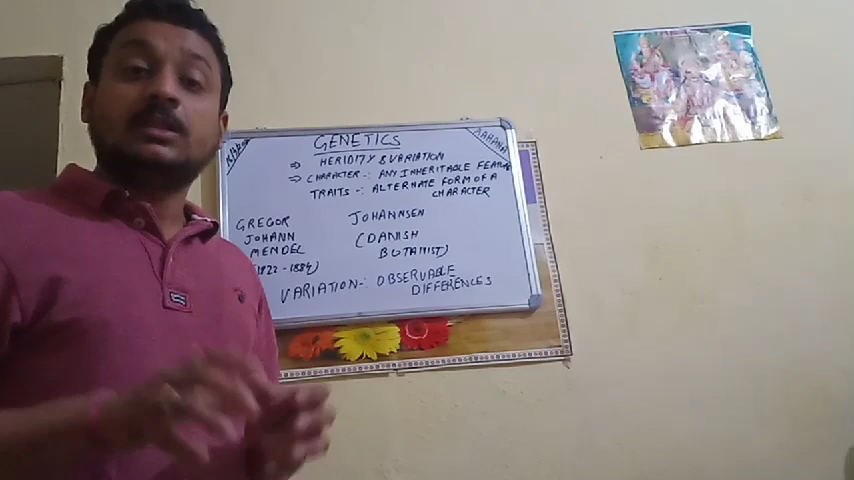 GENETICS
⇒ HERIDITY & VARIATION
⇒ CHARACTER-: ANY INHERITABLE FEATURE
TRAITS-: ALTERNATE FORM OF A
CHARACTER
GREGOR
JOHANN
MENDEL
(1822-1884)
JOHANNSEN
(DANISH
BOTANIST)
VARIATION-: OBSERVABLE
DIFFERENCES